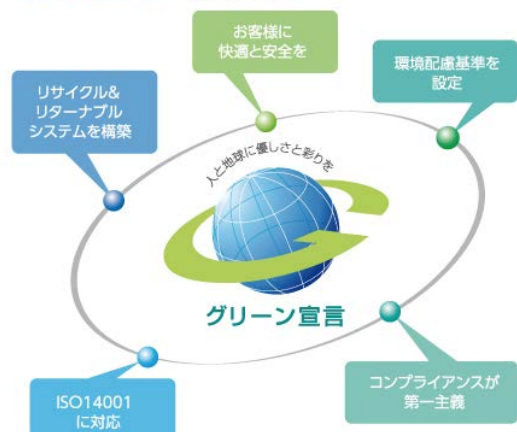 お客様に
快適と安全を
環境配慮基準を
設定
リサイクル&
リターナブル
システムを構築
人と地球に優しさと彩りを
グリーン宣言
コンプライアンスが
第一主義
ISO14001
に対応